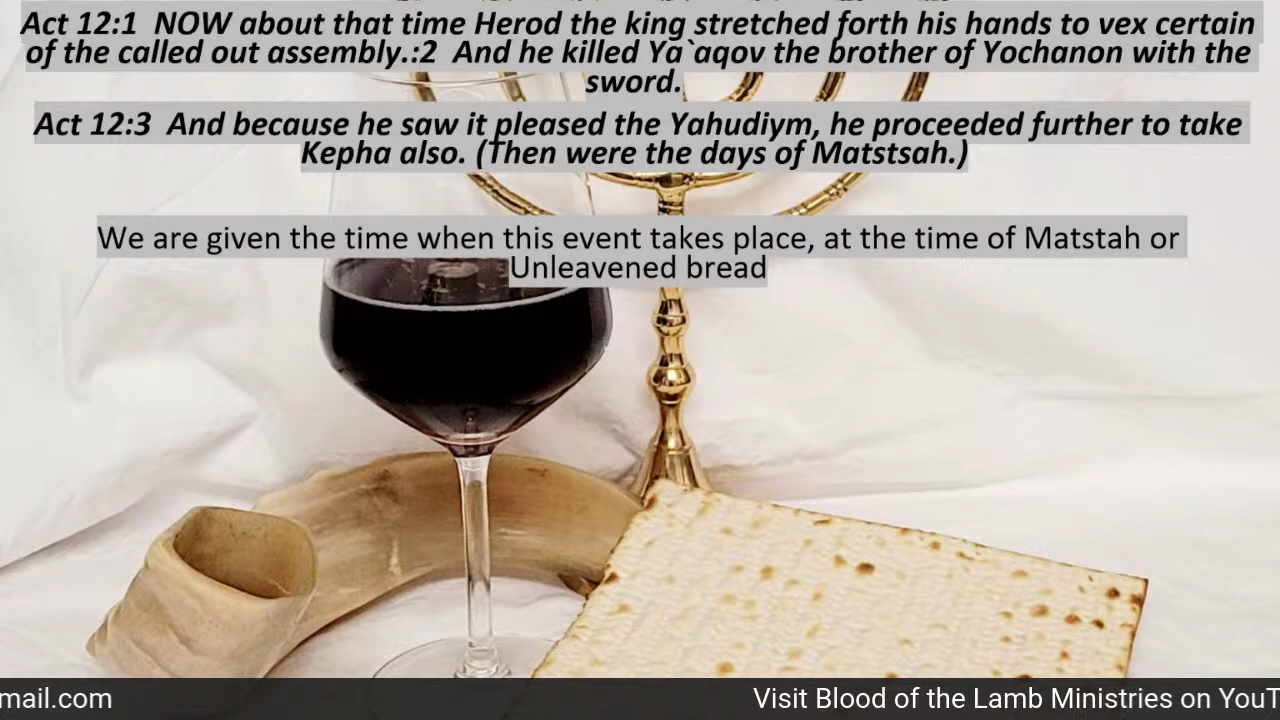 Act 12:1  NOW about that time Herod the king stretched forth his hands to vex certain
of the called out assembly.:2  And he killed Ya`aqov the brother of Yochanon with the
sword.
Act 12:3  And because he saw it pleased the Yahudiym, he proceeded further to take
Kepha also. (Then were the days of Matstsah.)
We are given the time when this event takes place, at the time of Matstah or
Unleavened bread
mail.com Visit Blood of the Lamb Ministries on YouT